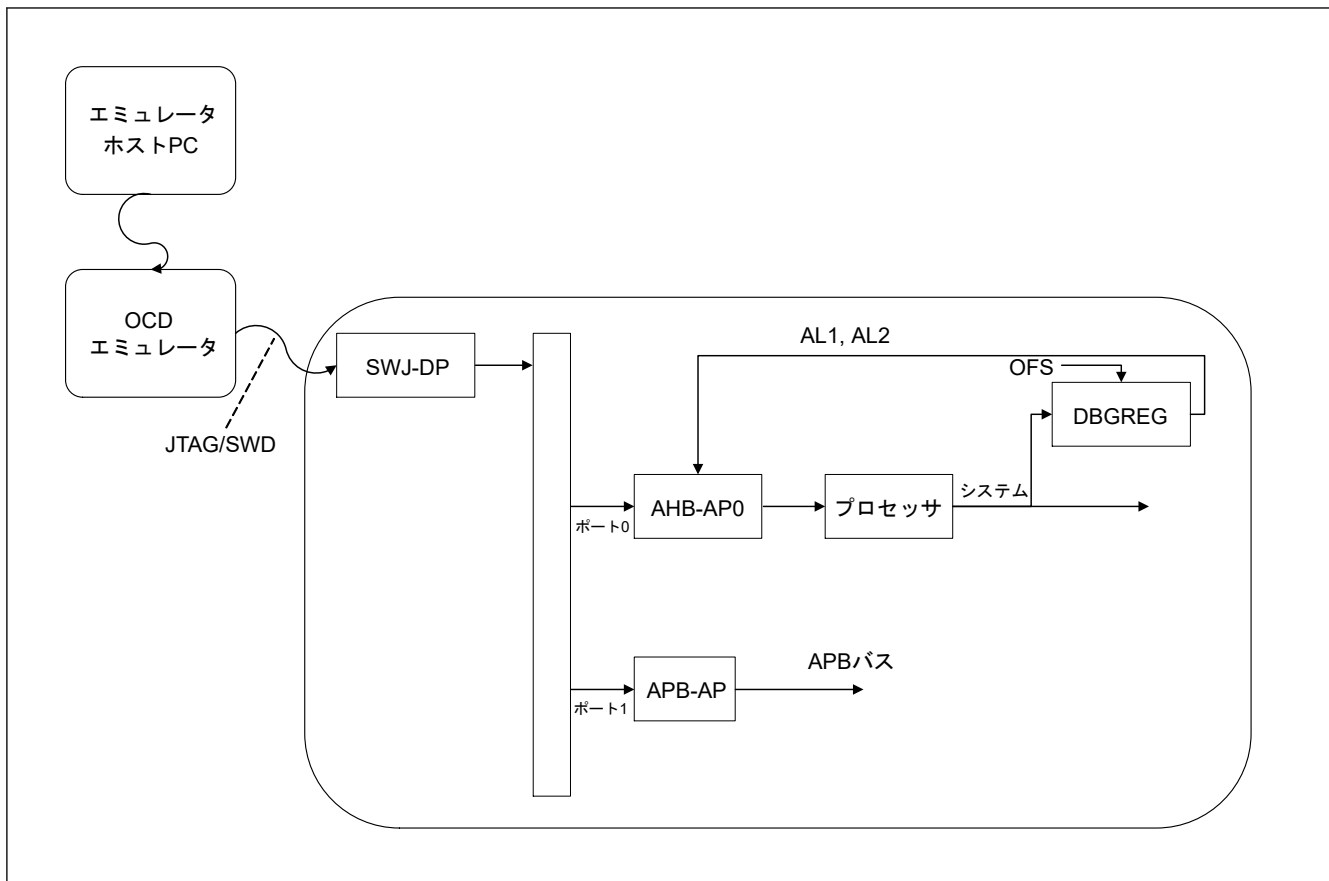 エミュレータ
ホストPC
OCD
エミュレータ
JTAG/SWD
SWJ-DP
AL1, AL2
OFS
DBGREG
ポート0
AHB-AP0
プロセッサ
システム
ポート1
APB-AP
APBバス